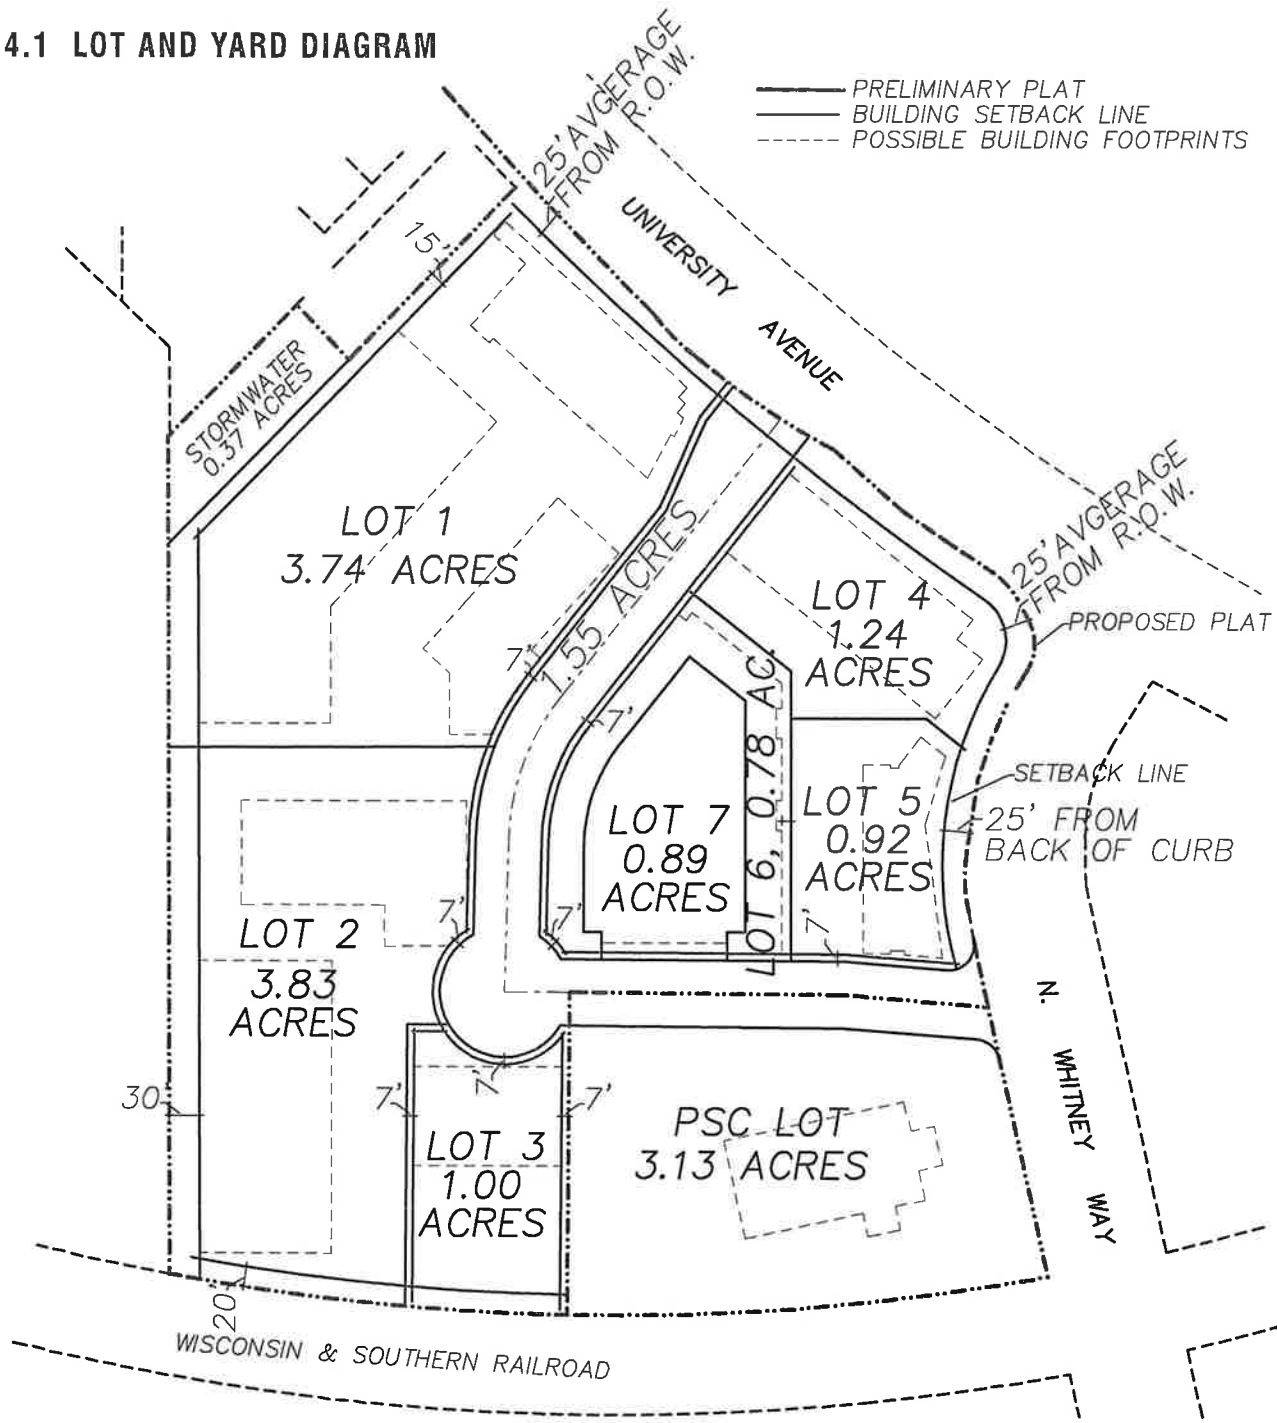 4.1 LOT AND YARD DIAGRAM
PRELIMINARY PLAT
BUILDING SETBACK LINE
POSSIBLE BUILDING FOOTPRINTS
25' AVGERAGE
FROM R.O.W.
UNIVERSITY
AVENUE
15'
STORMWATER
0.37 ACRES
LOT 1
3.74 ACRES
1.55 ACRES
25' AVGERAGE
FROM R.O.W.
PROPOSED PLAT
LOT 4
1.24
ACRES
7'
7'
SETBACK LINE
25' FROM
BACK OF CURB
LOT 7
0.89
ACRES
LOT 6, 0.78 AC.
LOT 5
0.92
ACRES
7'
7'
7'
LOT 2
3.83
ACRES
N. WHITNEY WAY
30'
7'
7'
7'
LOT 3
1.00
ACRES
PSC LOT
3.13 ACRES
20'
WISCONSIN & SOUTHERN RAILROAD